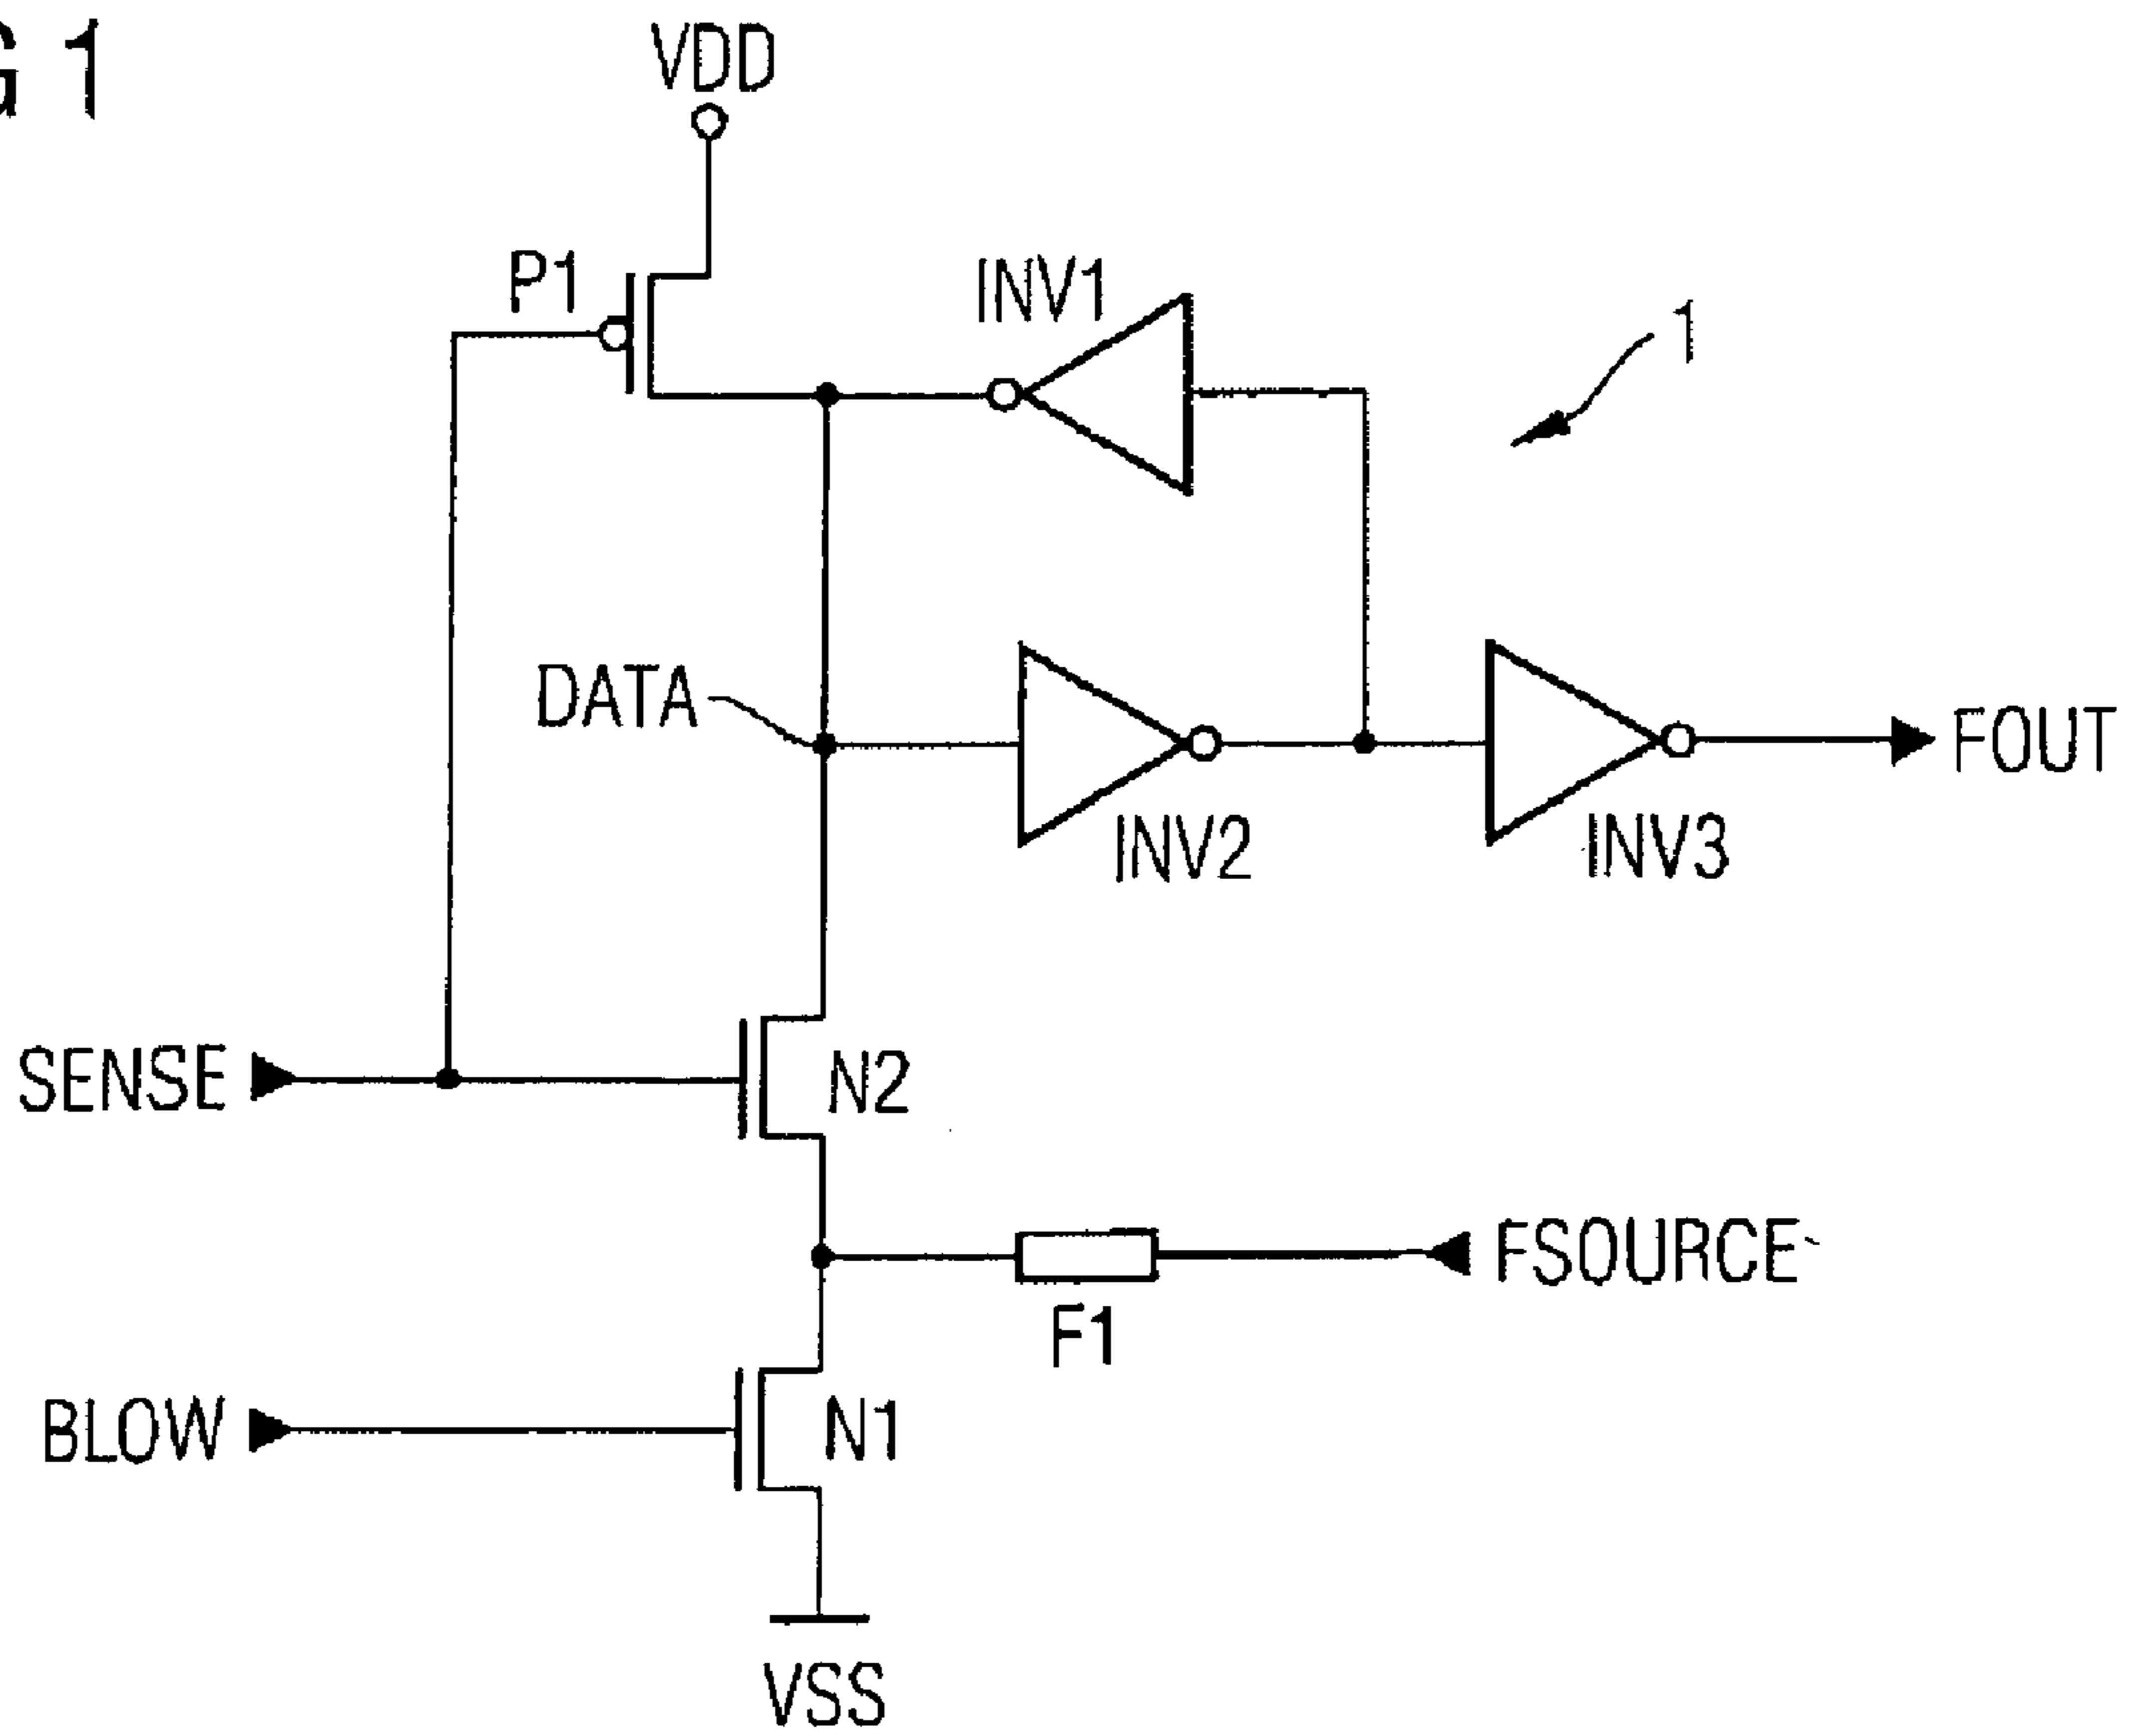 G 1
VDD
P1
INV1
1
DATA
FOUT
INV2
INV3
SENSE
N2
FSOURCE
F1
BLOW
N1
VSS